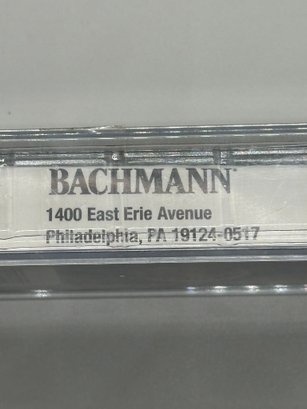 BACHMANN
1400 East Erie Avenue
Philadelphia, PA 19124-0517